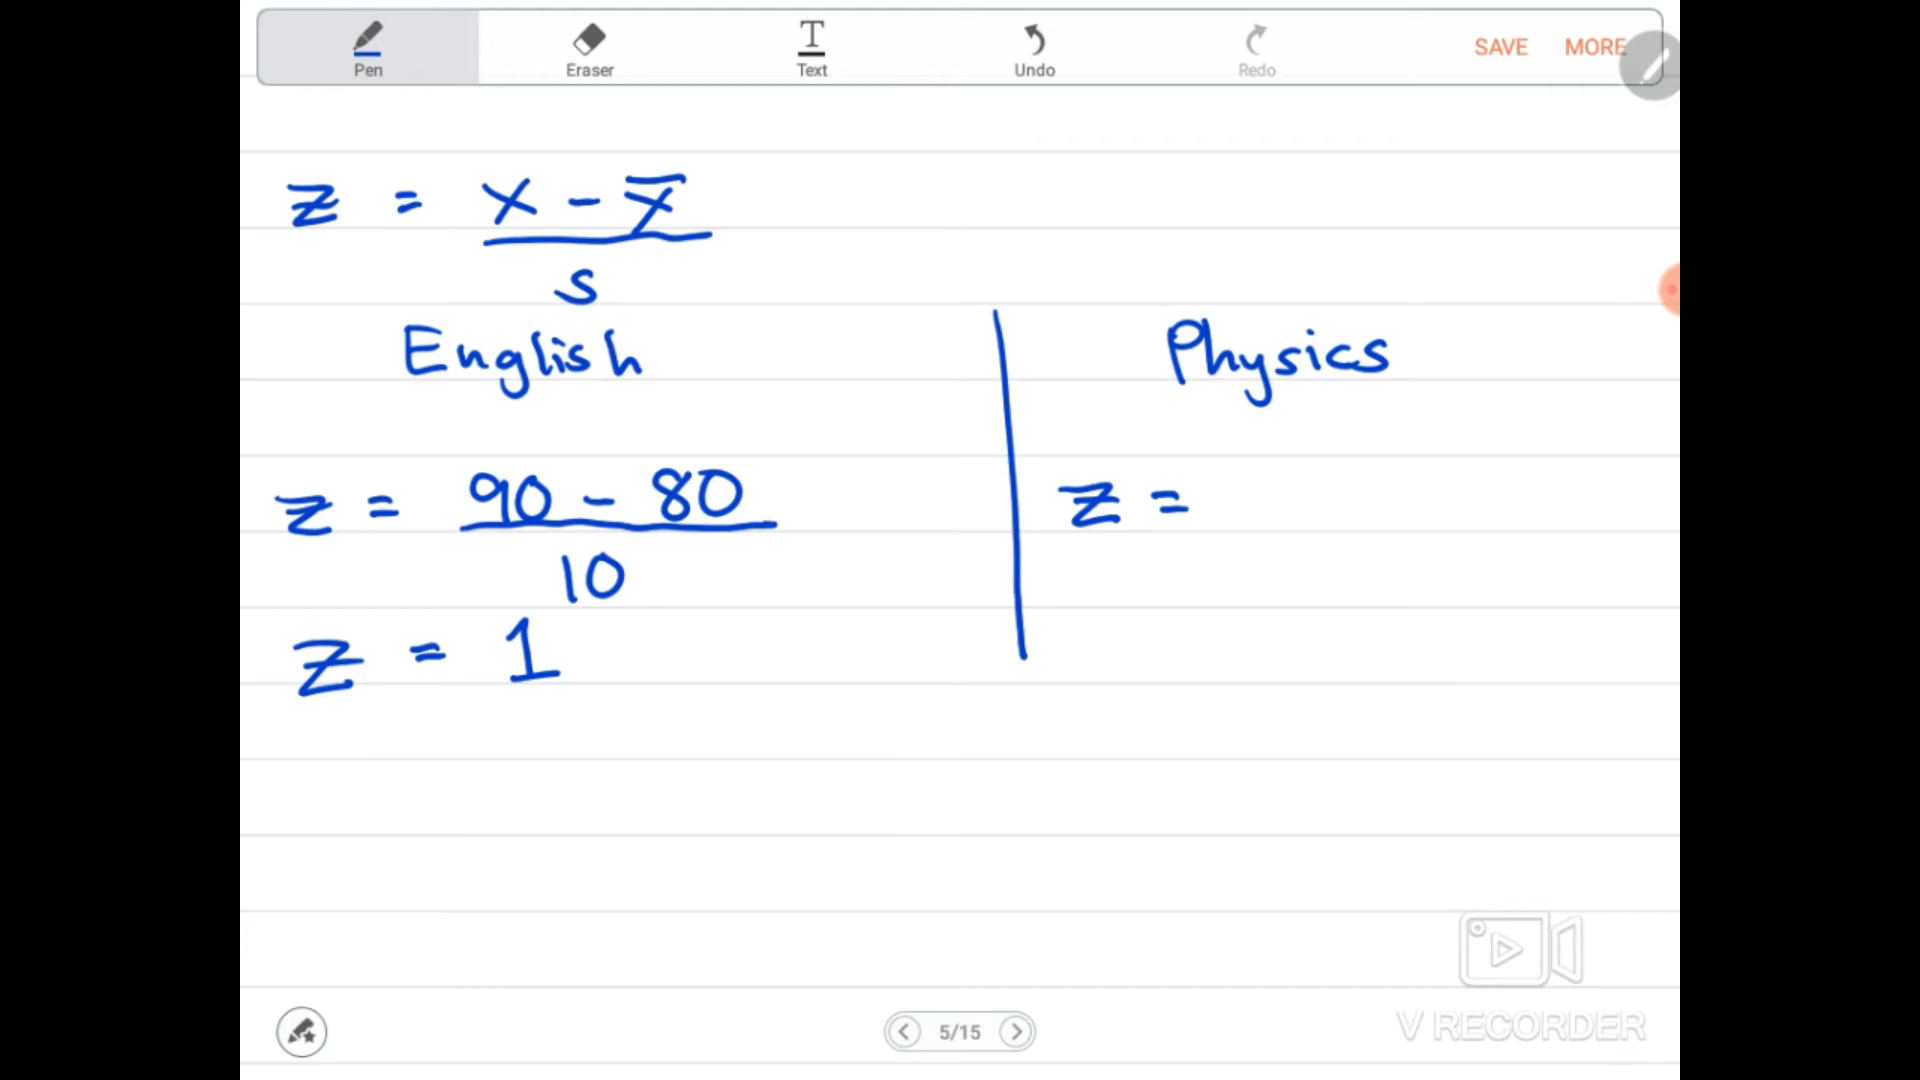 Pen Eraser Text Undo Redo SAVE MORE
z = x - x̄
s
English
Physics
z = 90 - 80
10
z =
z = 1
5/15
V RECORDER